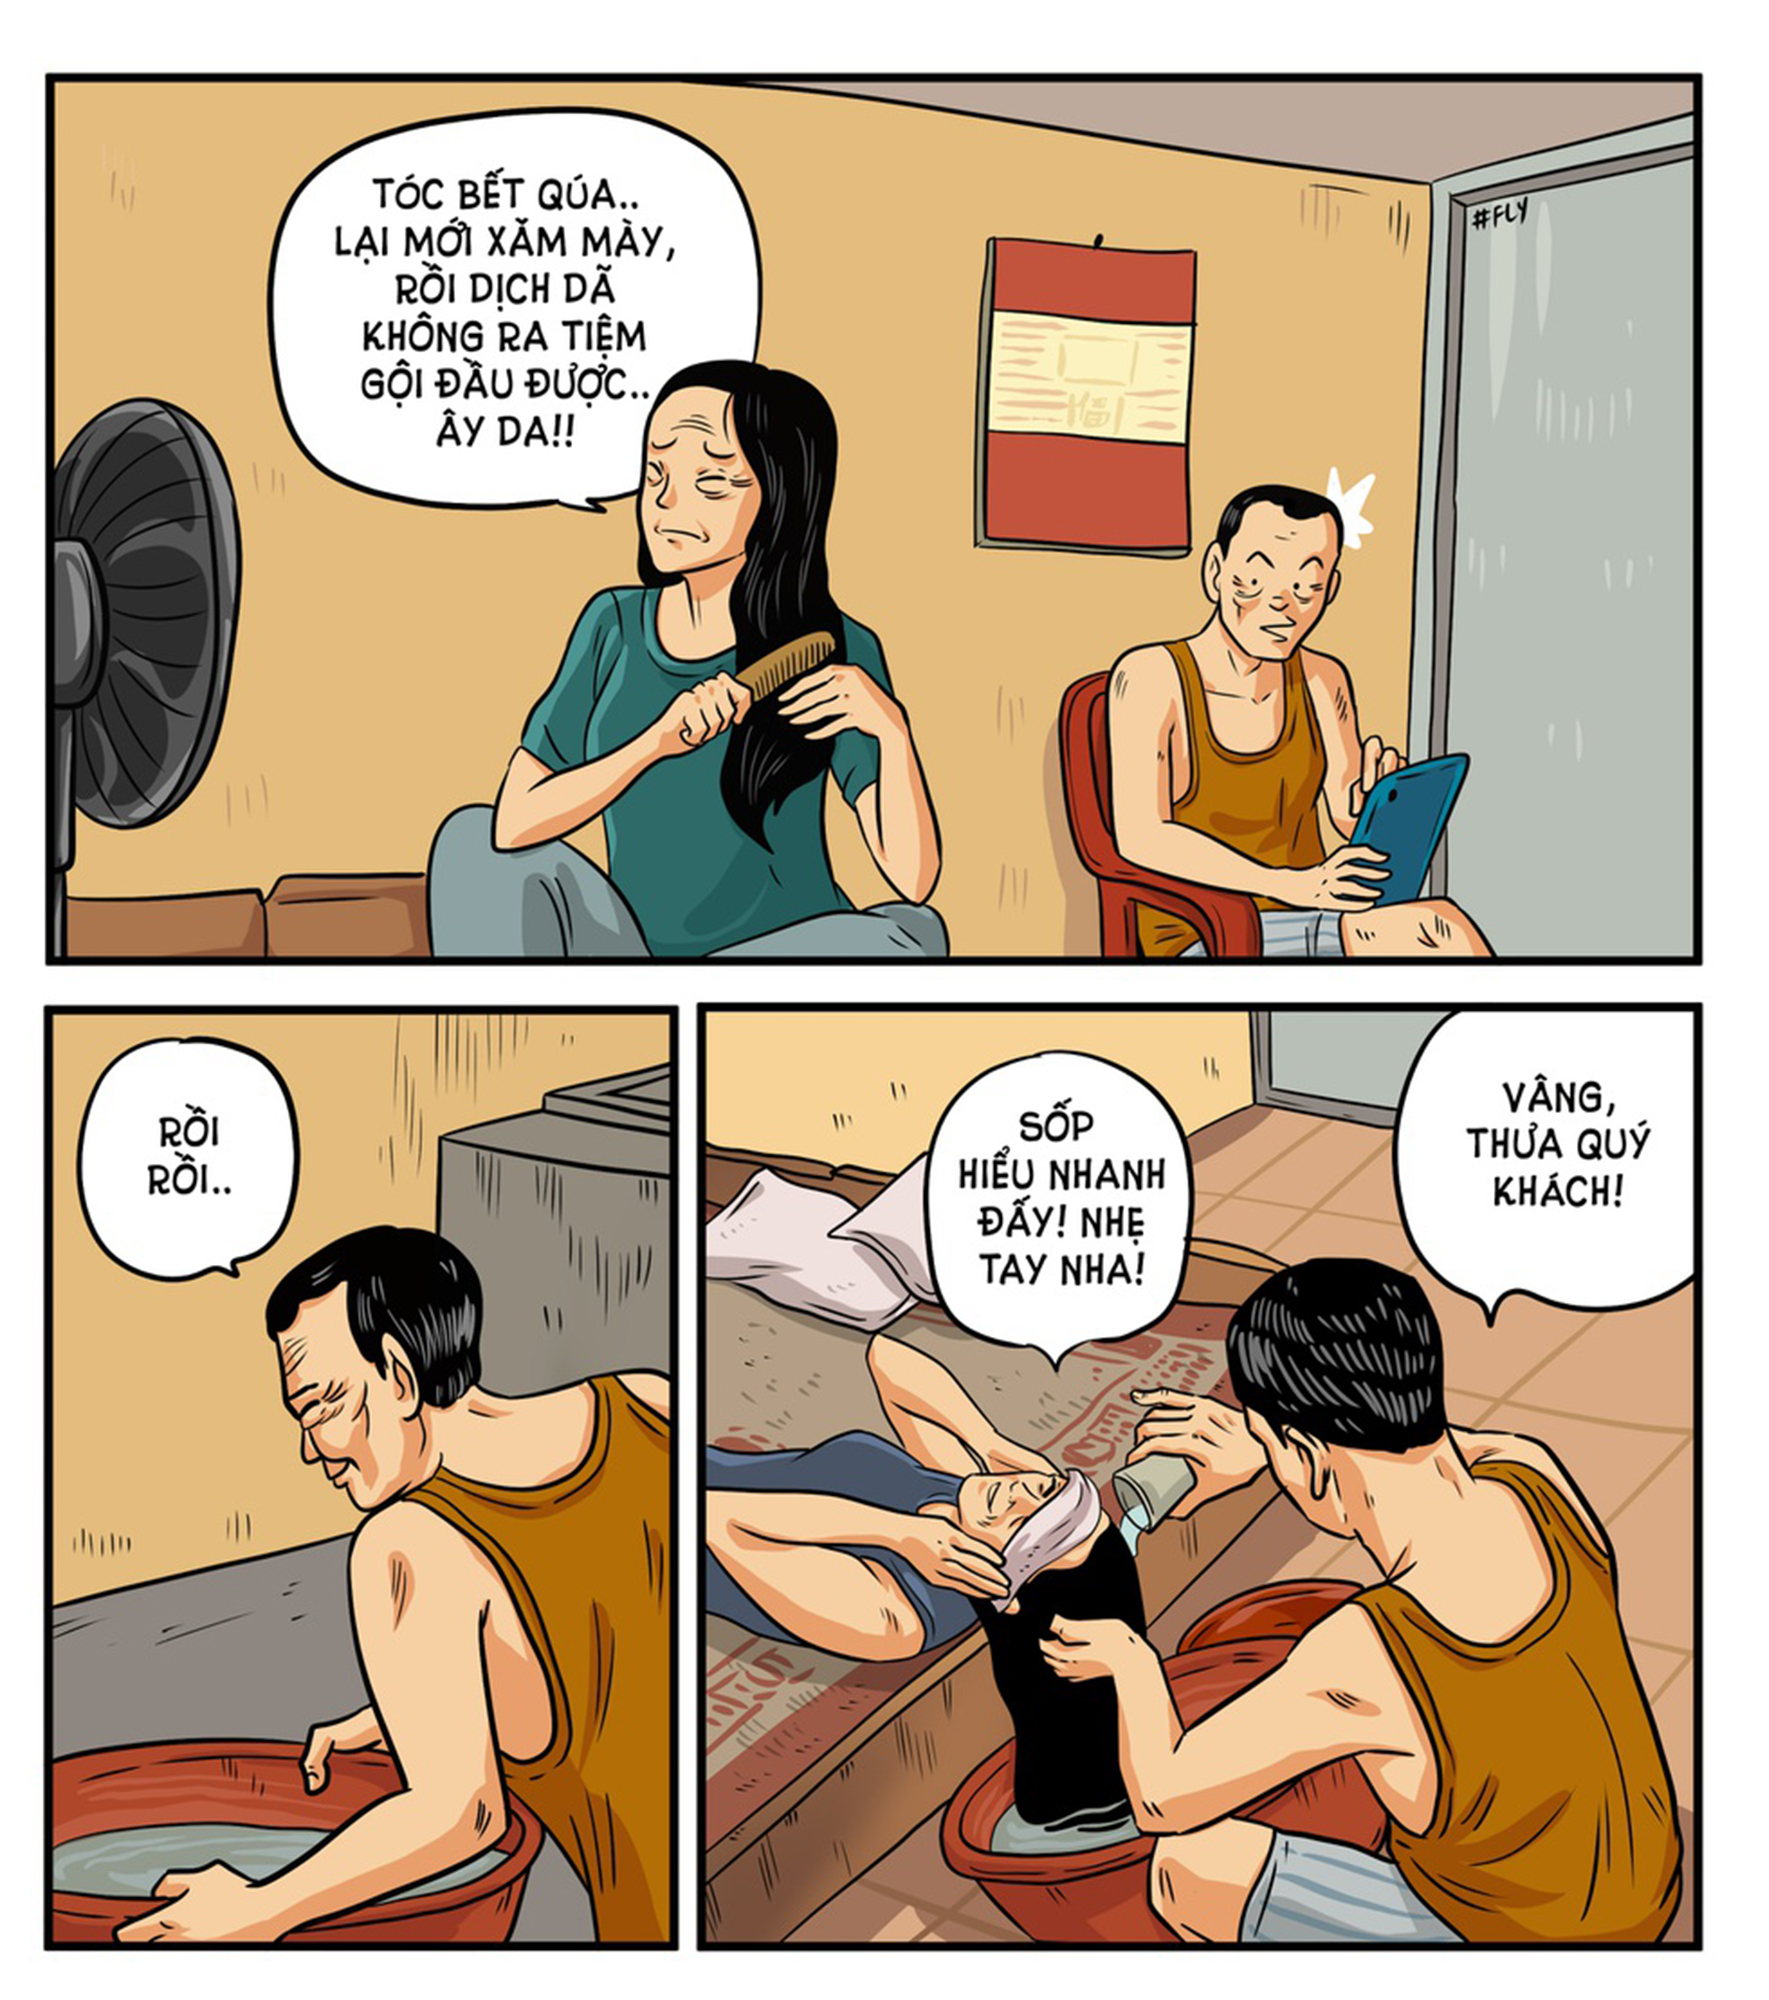 TÓC BẾT QÚA..
LẠI MỚI XĂM MÀY,
RỒI DỊCH DÃ
KHÔNG RA TIỆM
GỘI ĐẦU ĐƯỢC..
ÂY DA!!
#FLY
RỒI
RỒI..
SỐP
HIỂU NHANH
ĐẤY! NHẸ
TAY NHA!
VÂNG,
THƯA QUÝ
KHÁCH!